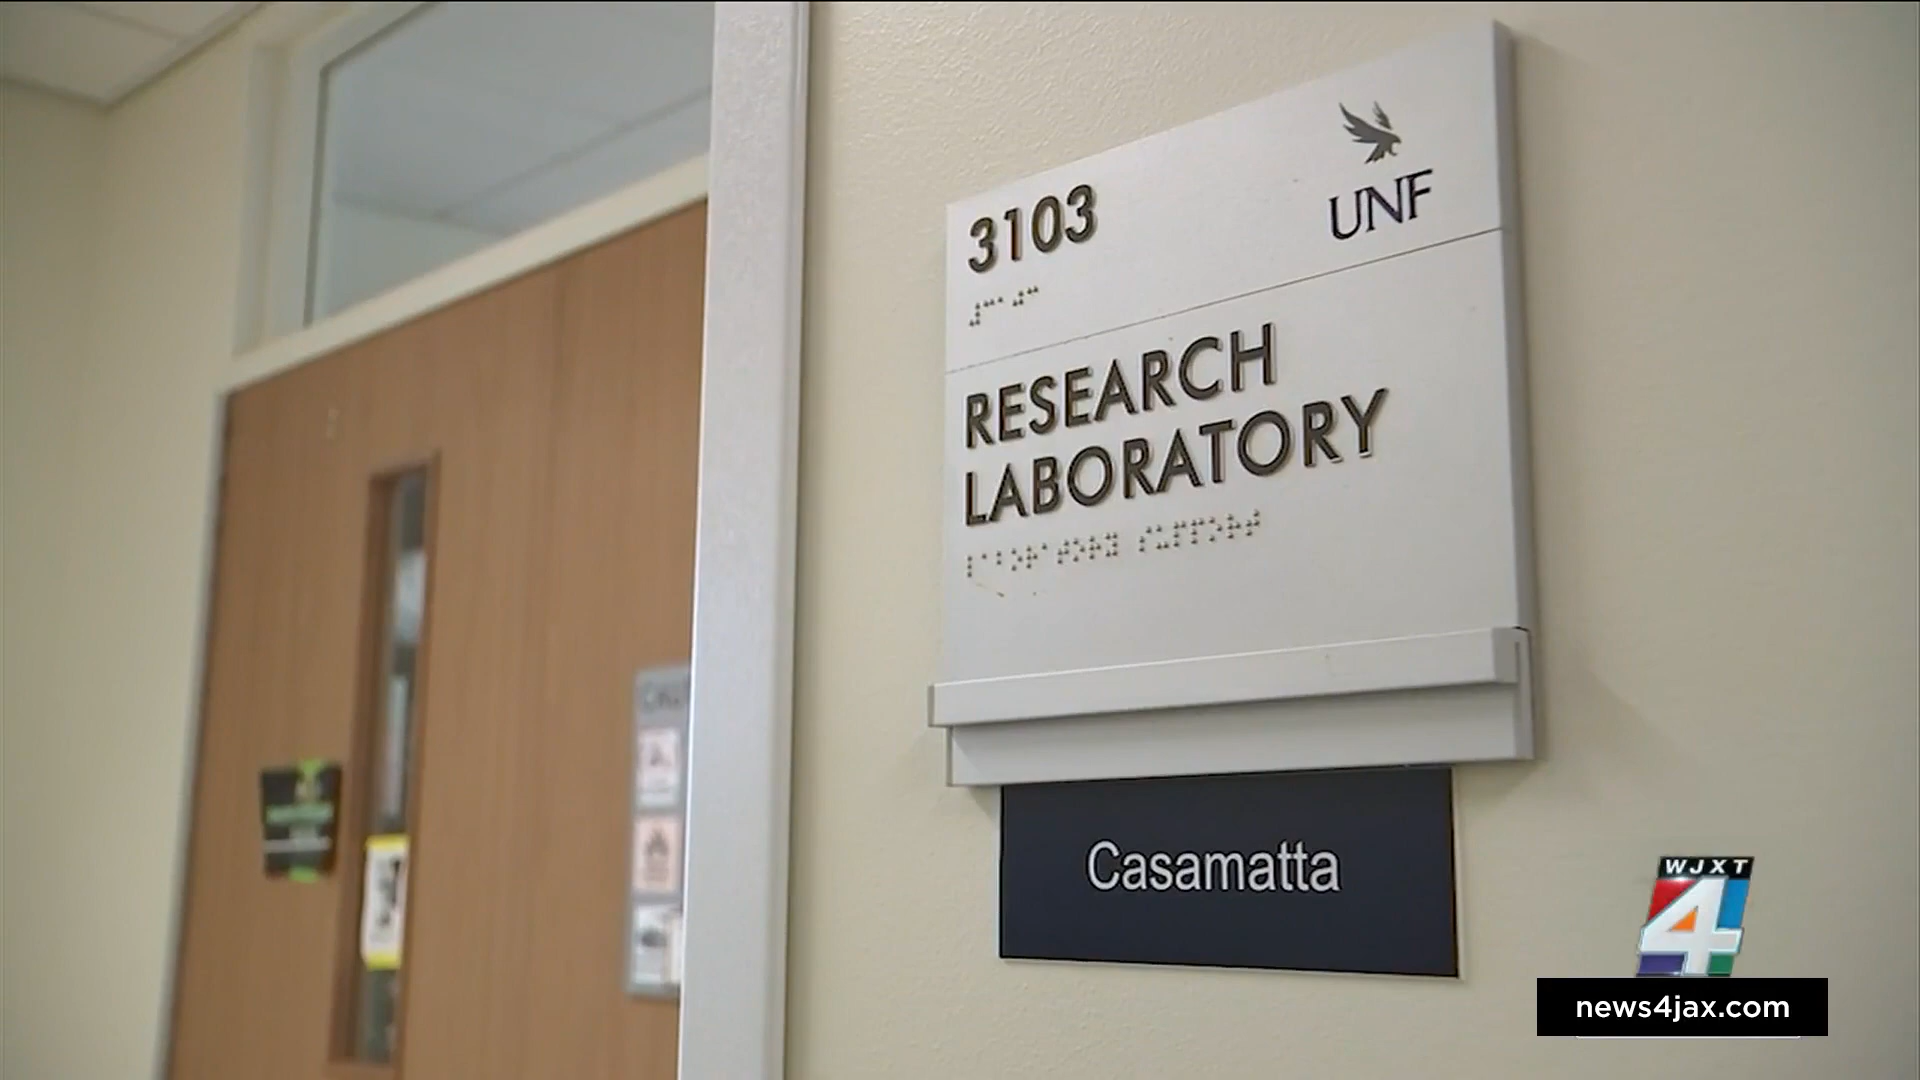 3103
UNF
RESEARCH
LABORATORY
Casamatta
WJXT
4
news4jax.com